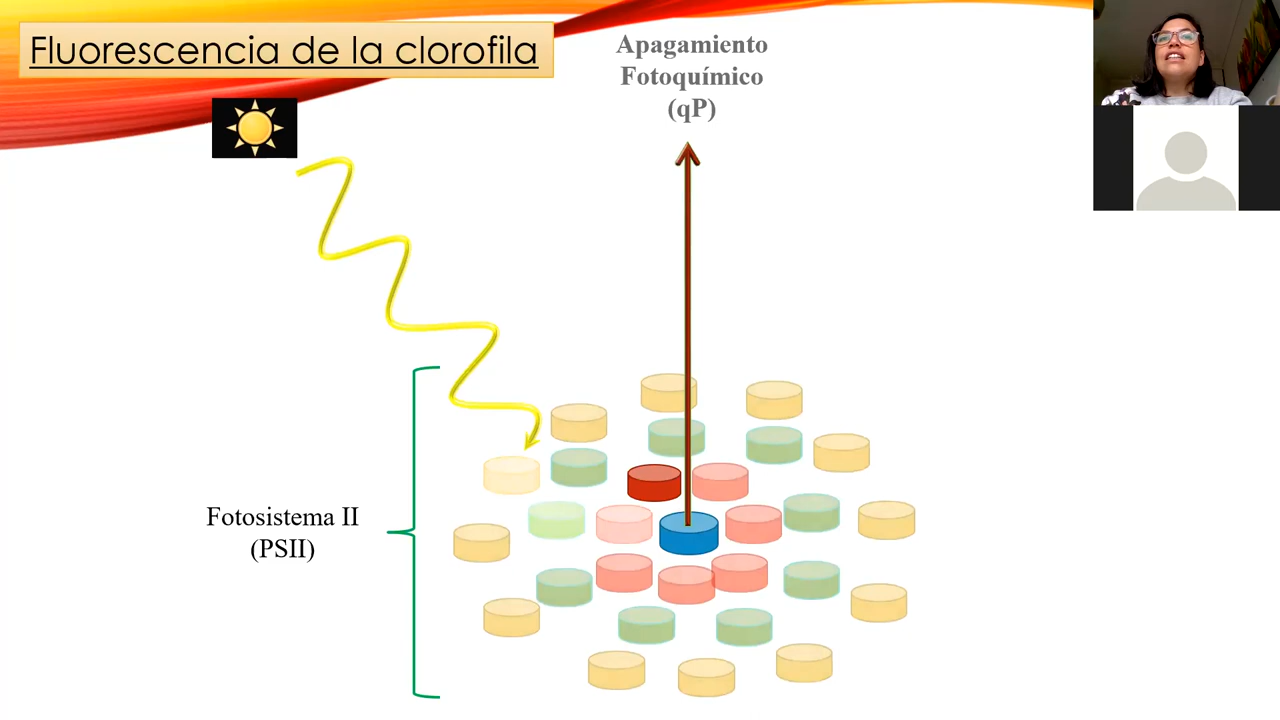 Fluorescencia de la clorofila
Apagamiento
Fotoquímico
(qP)
Fotosistema II
(PSII)